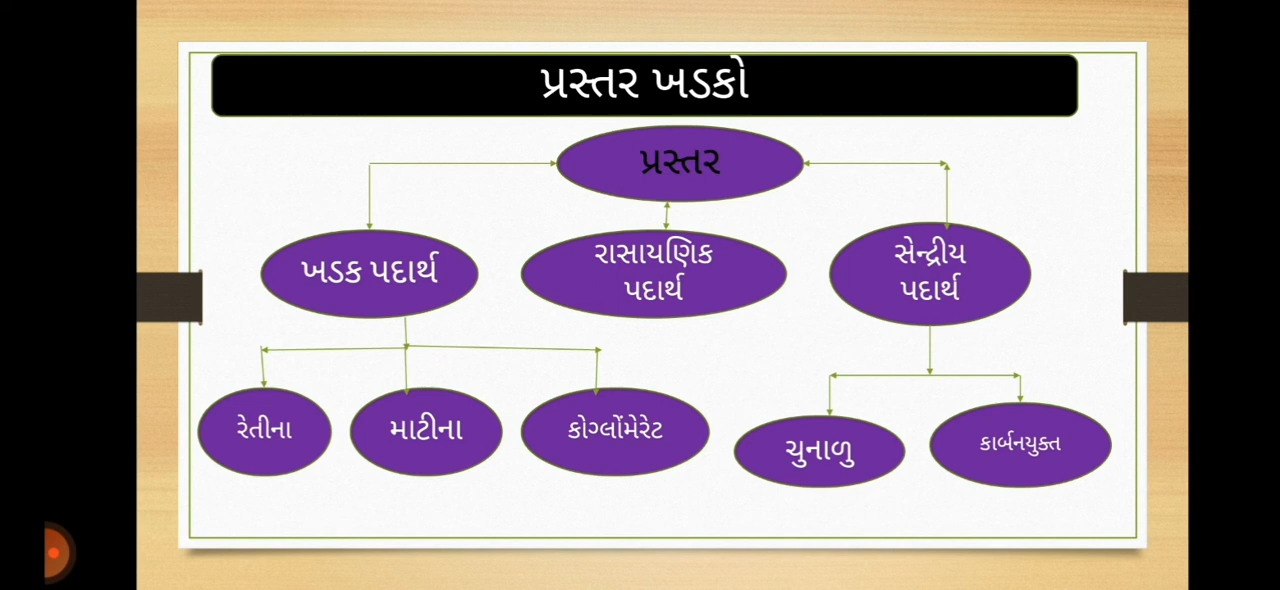 પ્રસ્તર ખડકો
પ્રસ્તર
ખડક પદાર્થ
રાસાયણિક
પદાર્થ
સેન્દ્રીય
પદાર્થ
રેતીના
માટીના
કોગ્લોંમેરેટ
ચુનાળુ
કાર્બનયુક્ત